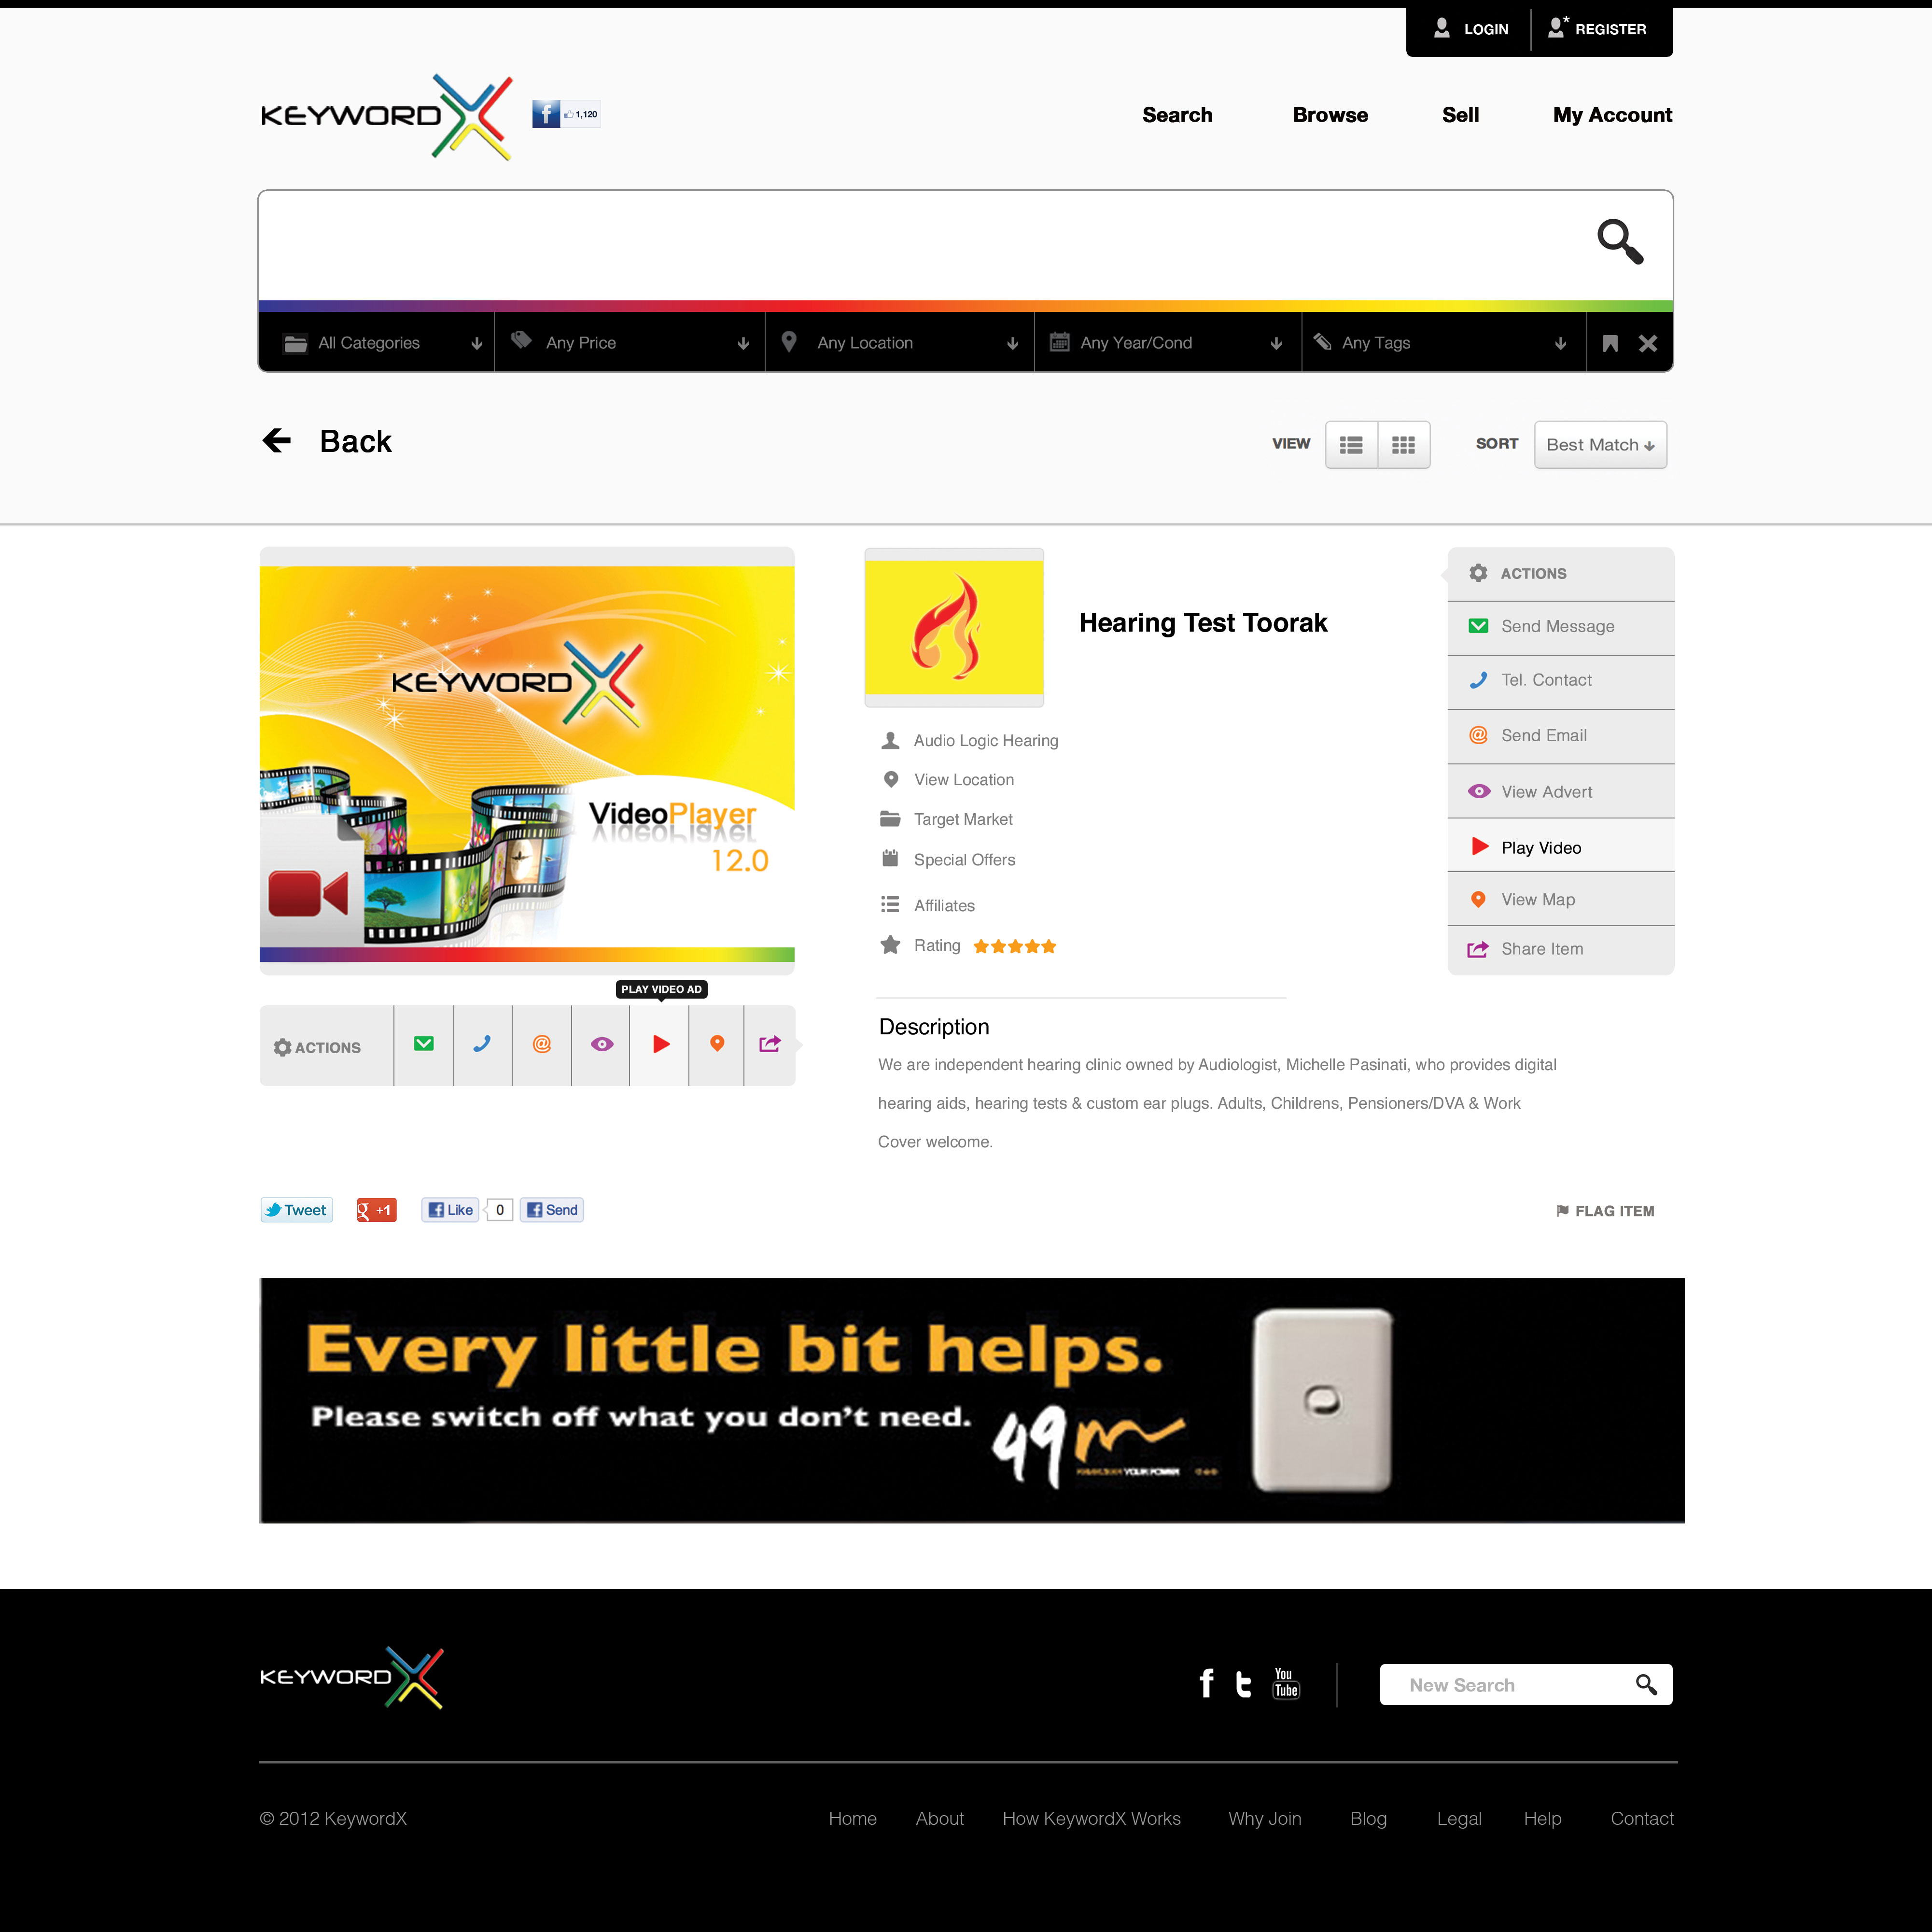 LOGIN
REGISTER
KEYWORD X
f 1,120
Search Browse Sell My Account
All Categories Any Price Any Location Any Year/Cond Any Tags
Back
VIEW
SORT Best Match
KEYWORD X
VideoPlayer
12.0
PLAY VIDEO AD
ACTIONS
@
Hearing Test Toorak
Audio Logic Hearing
View Location
Target Market
Special Offers
Affiliates
Rating
ACTIONS
Send Message
Tel. Contact
@ Send Email
View Advert
Play Video
View Map
Share Item
Description
We are independent hearing clinic owned by Audiologist, Michelle Pasinati, who provides digital
hearing aids, hearing tests & custom ear plugs. Adults, Childrens, Pensioners/DVA & Work
Cover welcome.
Tweet g +1 f Like 0 f Send
FLAG ITEM
Every little bit helps.
Please switch off what you don't need.
49m
YOUR POWER
KEYWORD X
f t You Tube
New Search
© 2012 KeywordX
Home About How KeywordX Works Why Join Blog Legal Help Contact